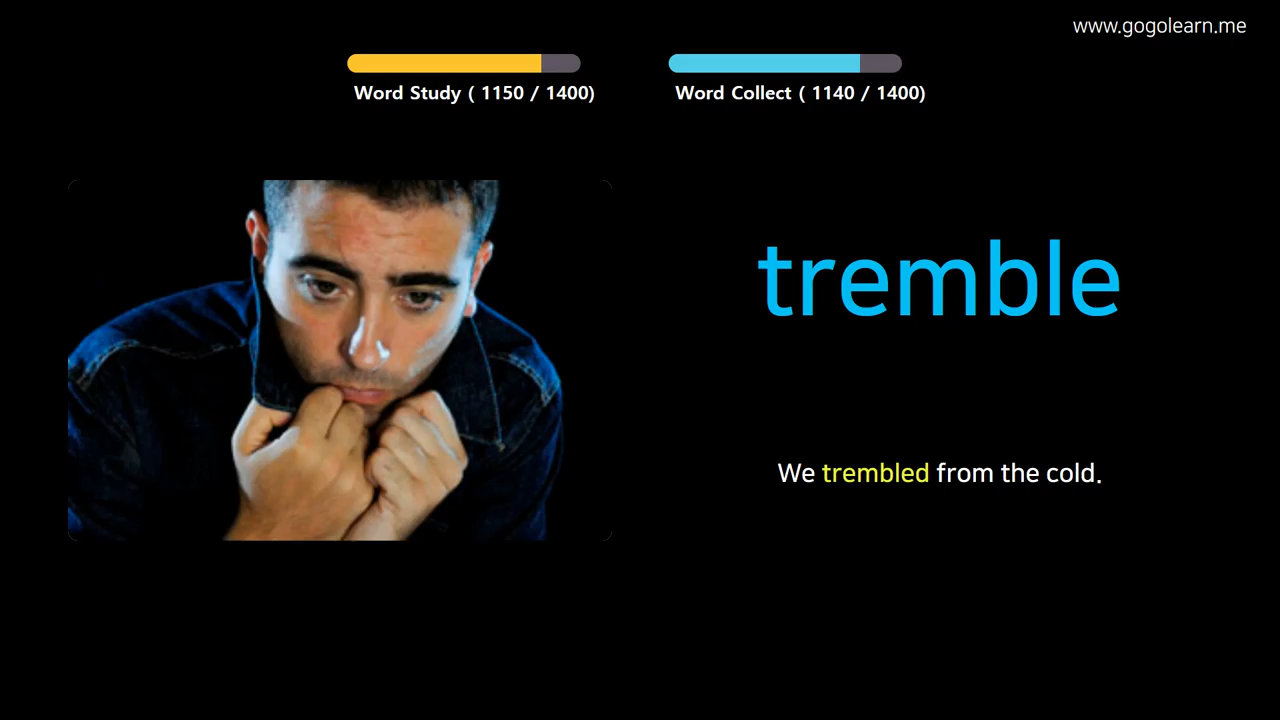 www.gogolearn.me
Word Study ( 1150 / 1400)
Word Collect ( 1140 / 1400)
tremble
We trembled from the cold.